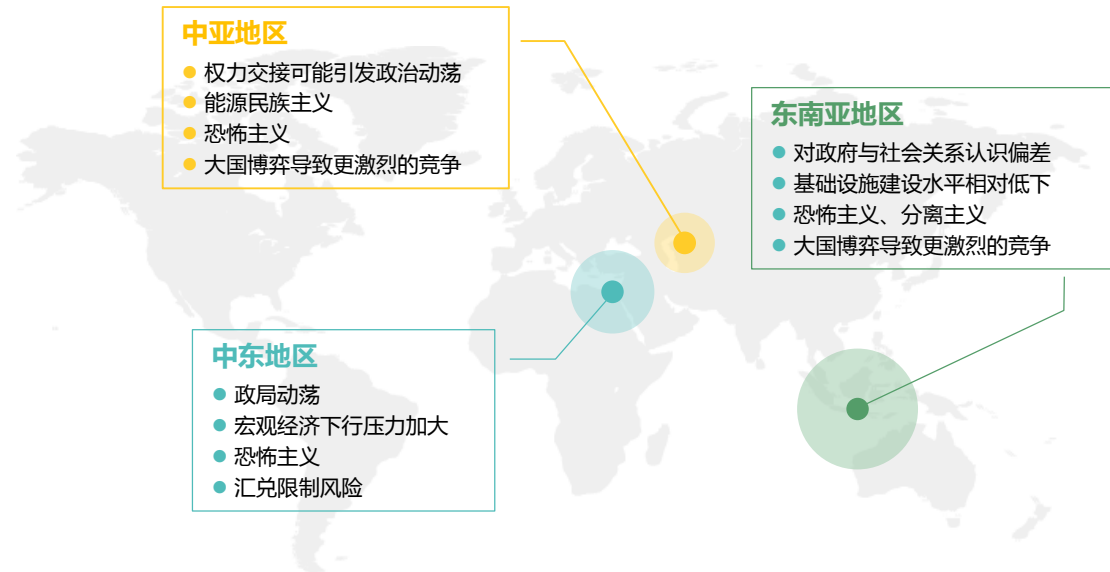 中亚地区
权力交接可能引发政治动荡
能源民族主义
恐怖主义
大国博弈导致更激烈的竞争
东南亚地区
对政府与社会关系认识偏差
基础设施建设水平相对低下
恐怖主义、分离主义
大国博弈导致更激烈的竞争
中东地区
政局动荡
宏观经济下行压力加大
恐怖主义
汇兑限制风险